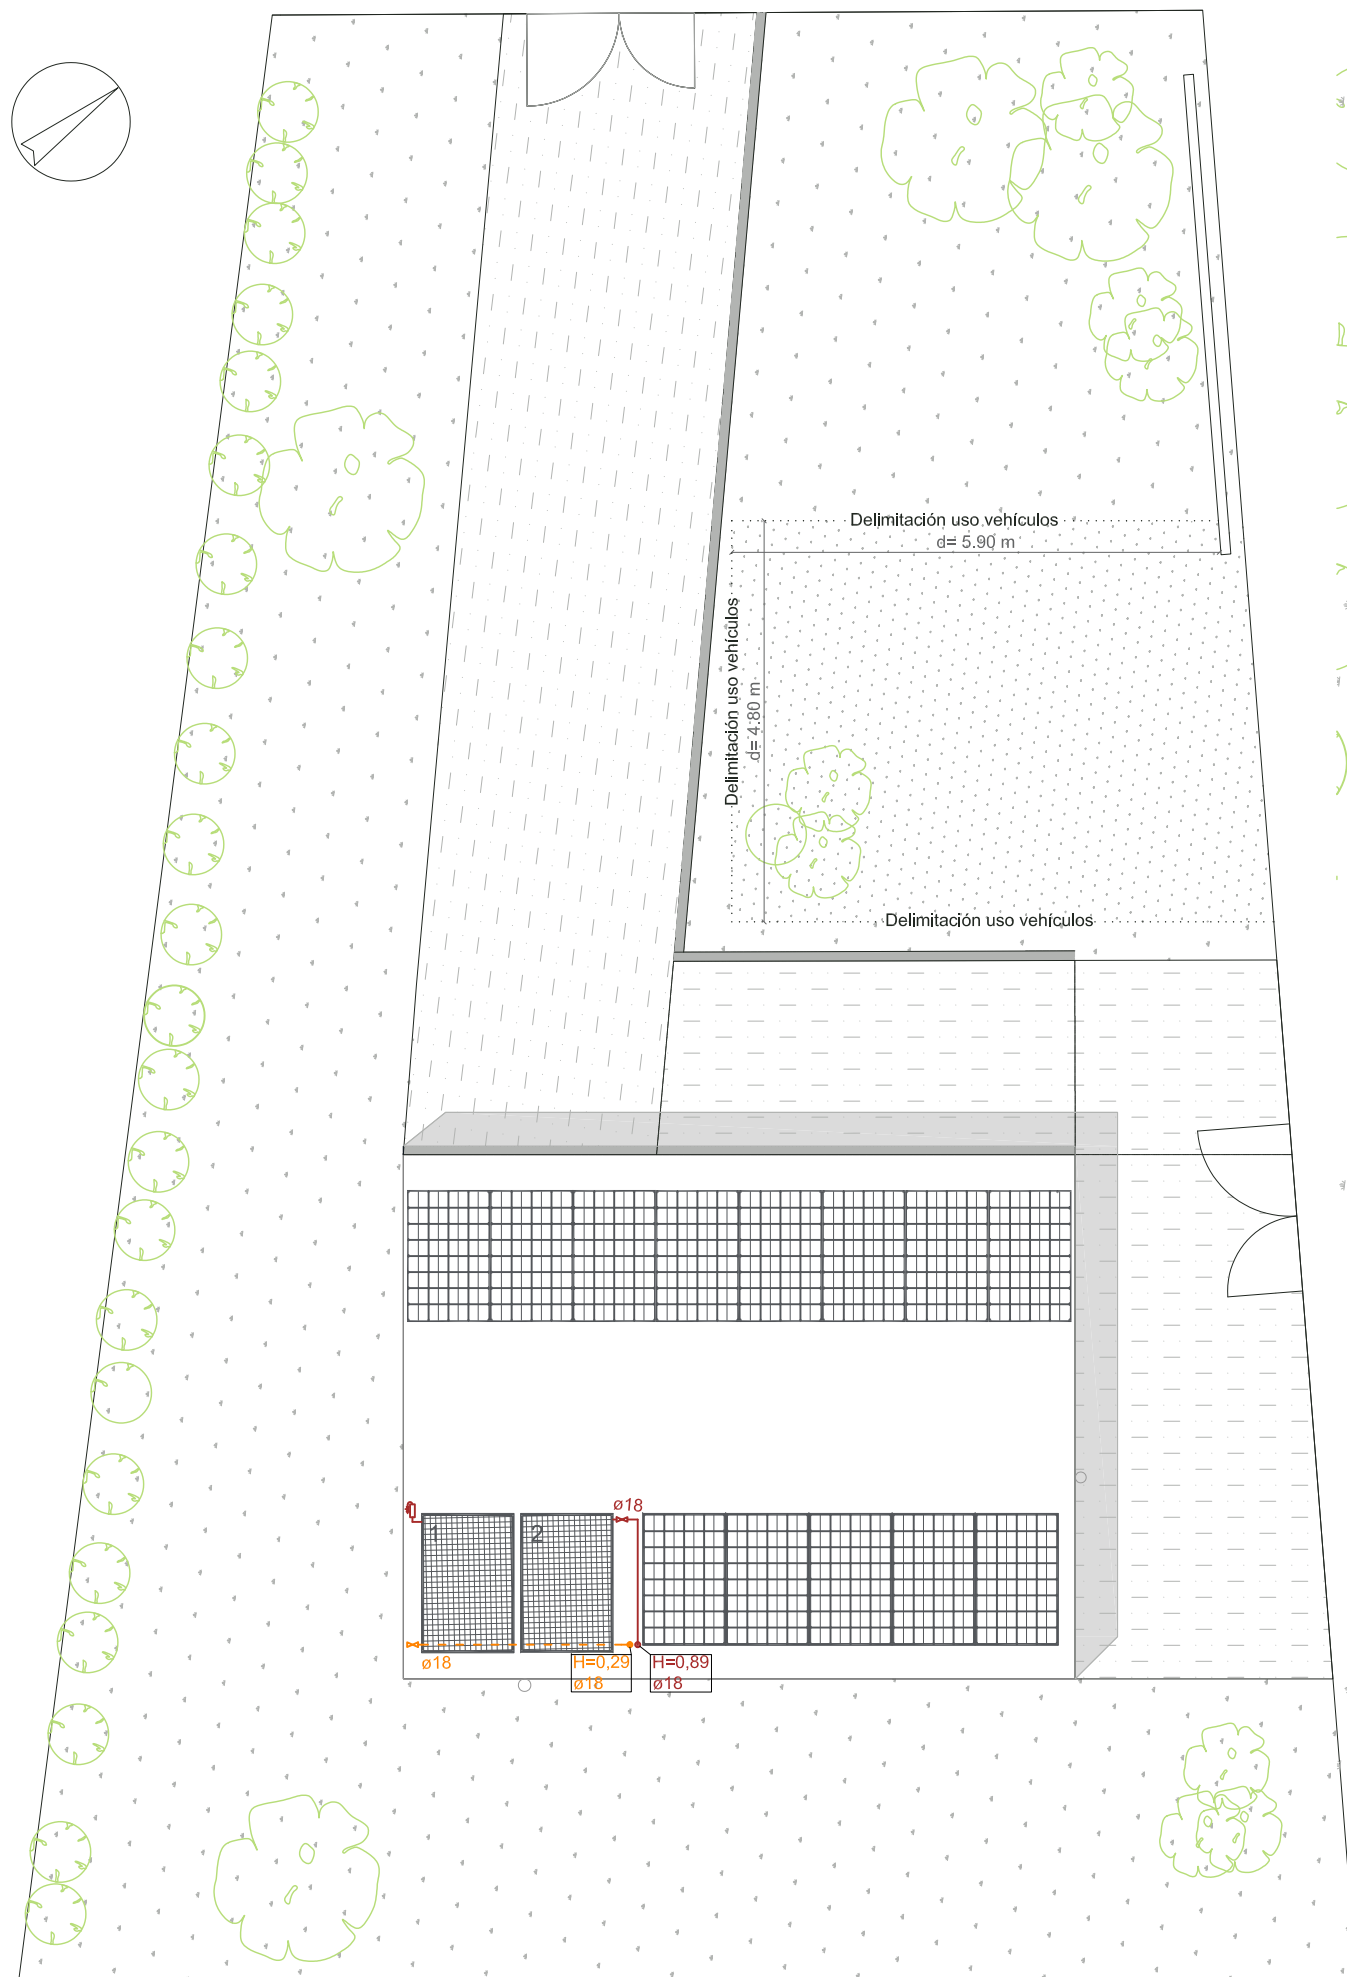 Delimitación uso vehículos
d= 5.90 m
Delimitación uso vehículos
d= 4.80 m
Delimitación uso vehículos
ø18
1
2
ø18
H=0,29
ø18
H=0,89
ø18